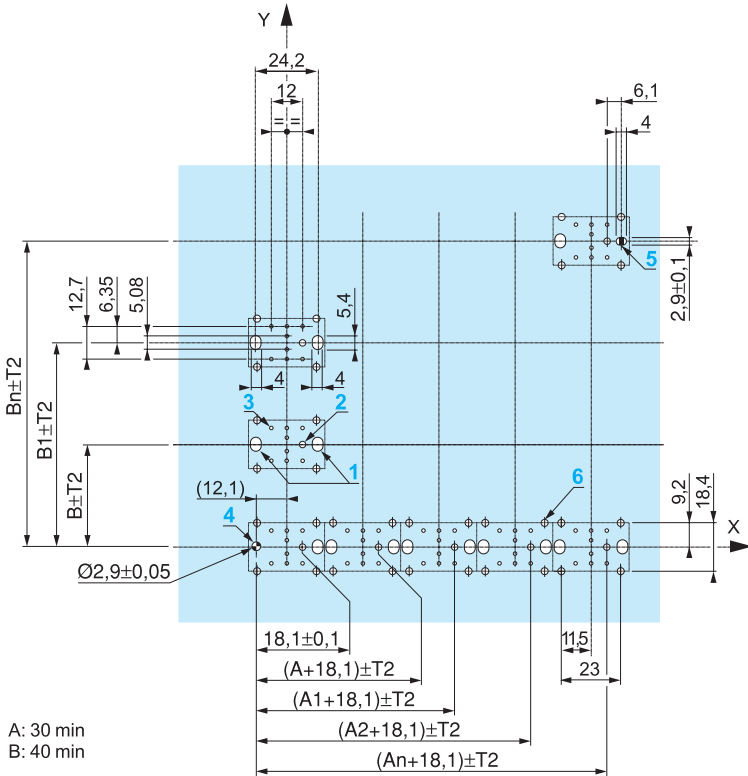 Y
24,2
12
= =
6,1
4
5
2,9±0,1
12,7
6,35
5,08
5,4
4
4
Bn±T2
B1±T2
B±T2
3
2
1
(12,1)
4
6
9,2
18,4
X
Ø2,9±0,05
18,1±0,1
11,5
(A+18,1)±T2
23
(A1+18,1)±T2
(A2+18,1)±T2
(An+18,1)±T2
A: 30 min
B: 40 min